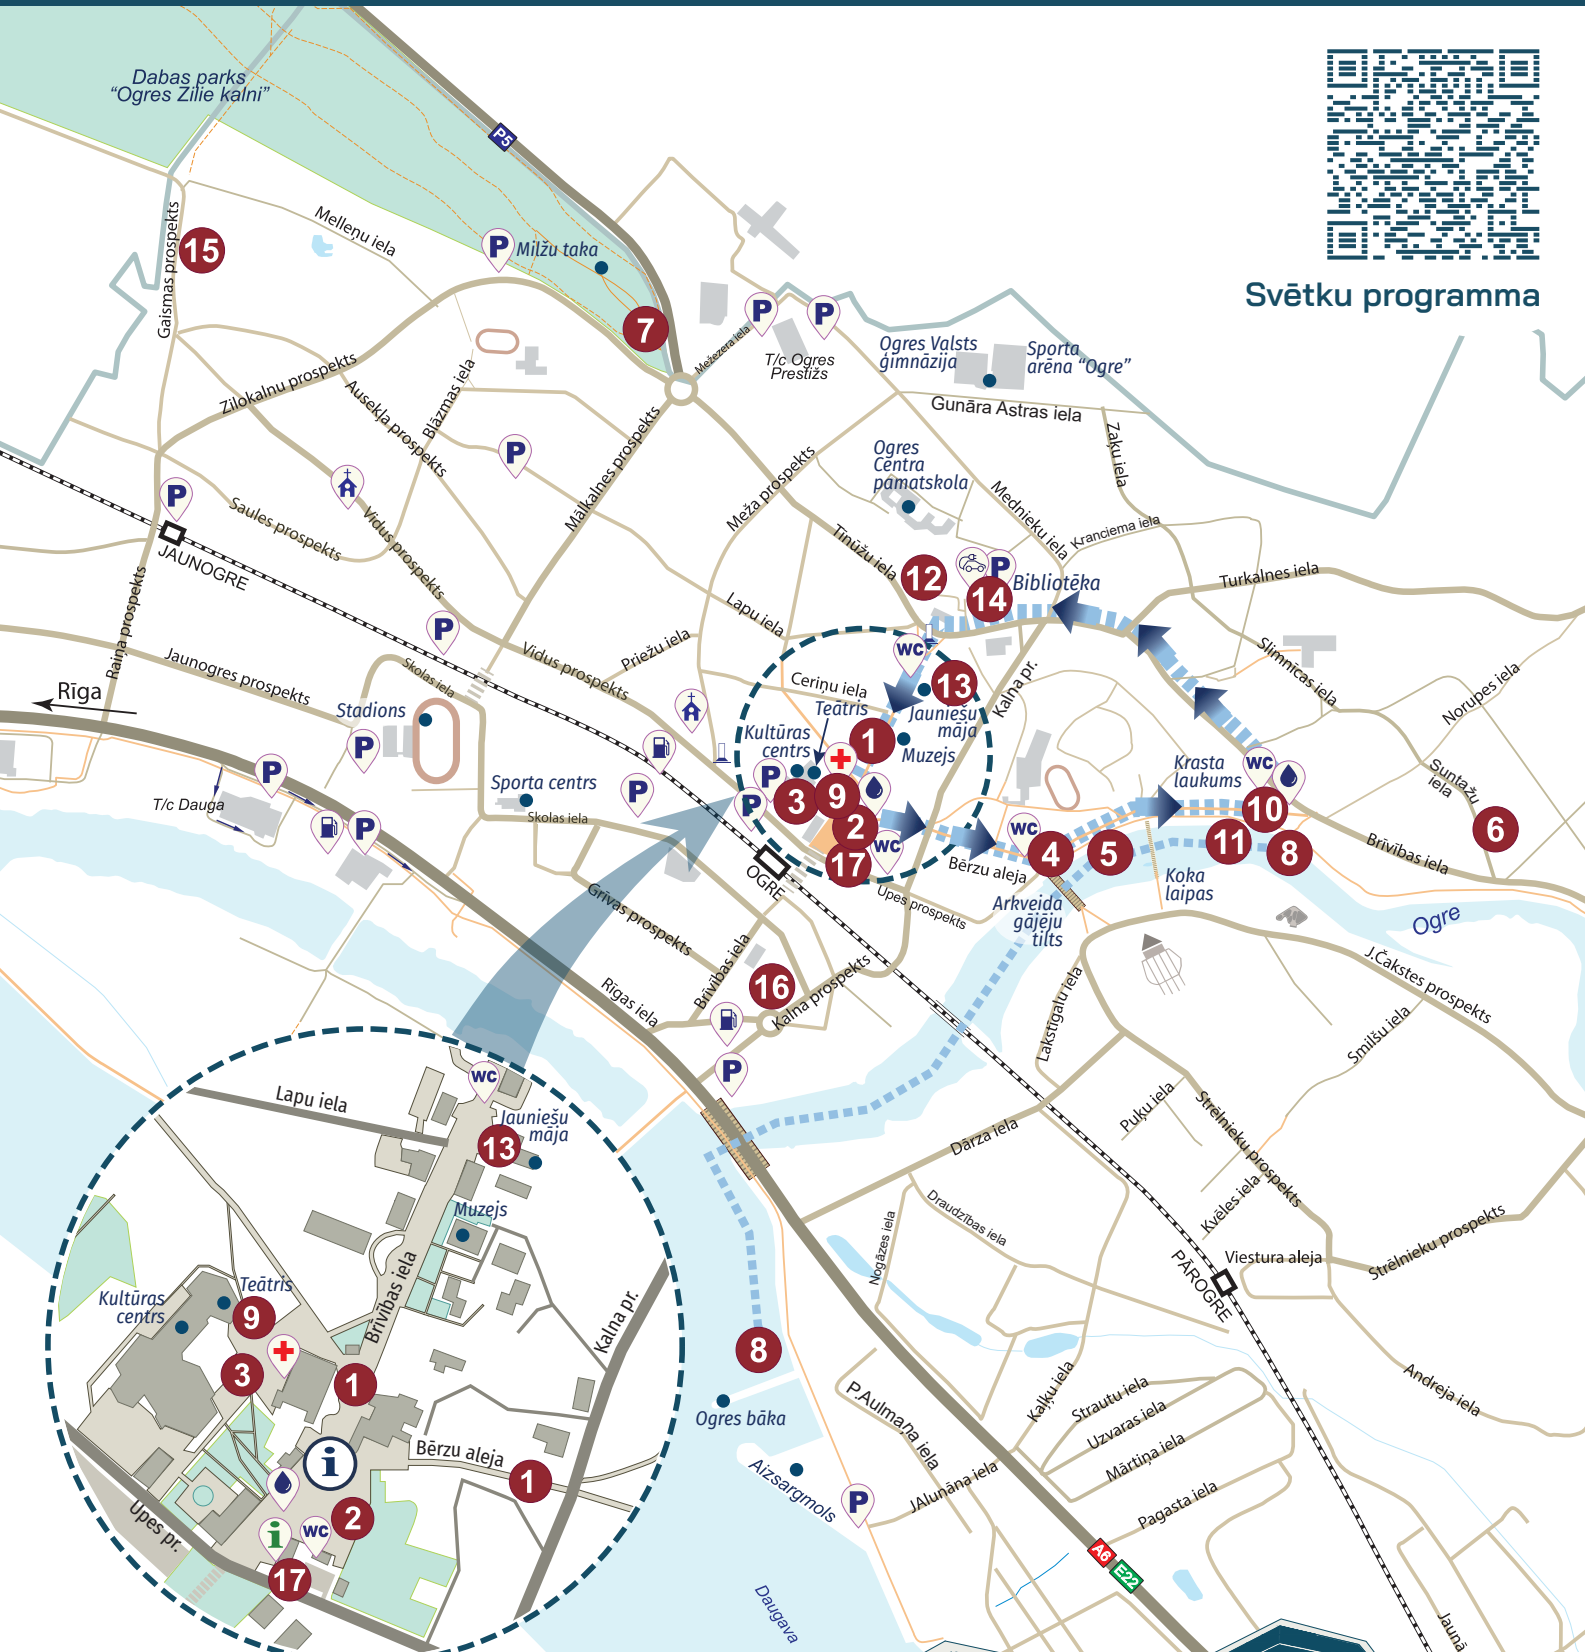 Dabas parks
“Ogres Zilie kalni”
P5
Svētku programma
Melleņu iela
15
Gaismas prospekts
P
Milžu taka
7
P
P
Mežezera iela
T/c Ogres
Prestižs
Ogres Valsts
ģimnāzija
Sporta
arēna “Ogre”
Gunāra Astras iela
Zilokalnu prospekts
Ausekļa prospekts
Blāzmas iela
P
Mālkalnes prospekts
Meža prospekts
Ogres
Centra
pamatskola
Zaķu iela
Mednieku iela
Kranciema iela
P
JAUNOGRE
Saules prospekts
Vidus prospekts
Tinūžu iela
12
P
14
Bibliotēka
Turkalnes iela
Raiņa prospekts
P
Lapu iela
Priežu iela
Vidus prospekts
Jaunogres prospekts
Skolas iela
Rīga
Stadions
P
P
WC
13
Ceriņu iela
Teātris
Jauniešu
māja
Kalna pr.
Slimnīcas iela
Norupes iela
Kultūras
centrs
1
Muzejs
P
3
9
2
WC
17
P
Krasta
laukums
WC
10
Suntažu
iela
6
T/c Dauga
P
Sporta centrs
P
Skolas iela
OGRE
WC
4
5
11
8
Brīvības iela
Bērzu aleja
Upes prospekts
Arkveida
gājēju
tilts
Koka
laipas
Ogre
Grīvas prospekts
Brīvības iela
16
Kalna prospekts
Rīgas iela
P
Lakstīgalu iela
J.Čakstes prospekts
Smilšu iela
Puķu iela
Strēlnieku prospekts
Dārza iela
Kvēles iela
Draudzības iela
Nogāzes iela
Viestura aleja
Strēlnieku prospekts
PĀROGRE
WC
Lapu iela
Jauniešu
māja
13
Muzejs
Brīvības iela
Teātris
Kultūras
centrs
9
3
1
Kalna pr.
Bērzu aleja
1
i
2
i
WC
17
Upes pr.
8
Ogres bāka
Aizsargmols
P
P.Aulmaņa iela
JAlunāna iela
Kaļķu iela
Strautu iela
Uzvaras iela
Mārtiņa iela
Pagasta iela
Andreja iela
A6
E22
Daugava
Jauna